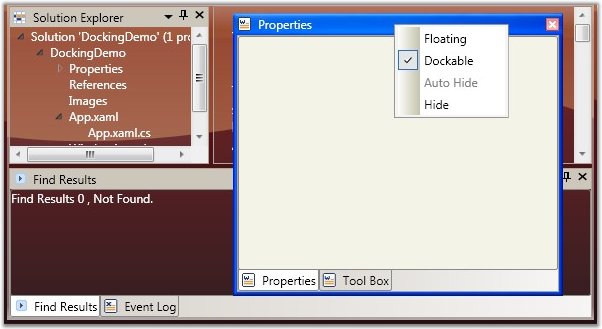 Solution Explorer
Solution 'DockingDemo' (1 pro
DockingDemo
Properties
References
Images
App.xaml
App.xaml.cs
Properties
Floating
Dockable
Auto Hide
Hide
Properties
Tool Box
Find Results
Find Results 0 , Not Found.
Find Results
Event Log